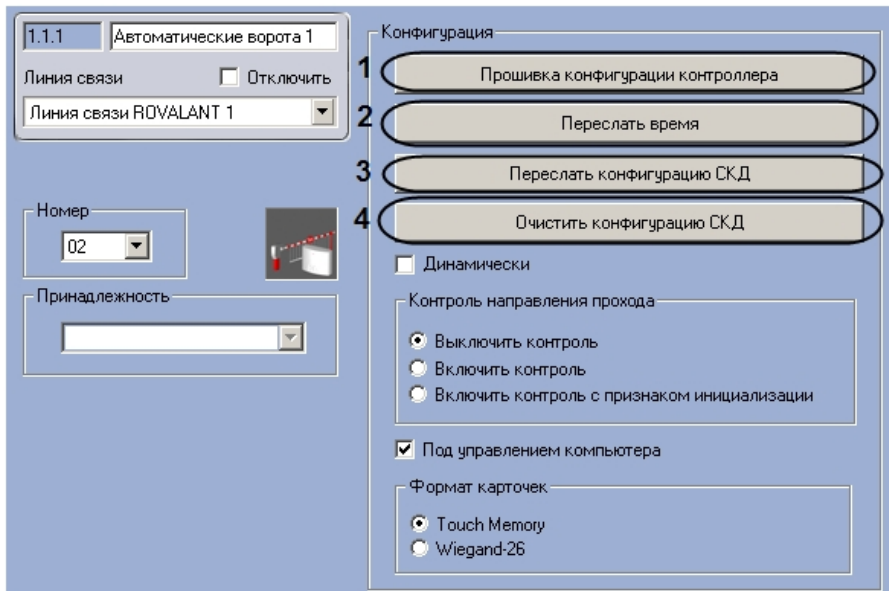 1.1.1 Автоматические ворота 1
Линия связи Отключить
Линия связи ROVALANT 1
Номер
02
Принадлежность
Конфигурация
1 Прошивка конфигурации контроллера
2 Переслать время
3 Переслать конфигурацию СКД
4 Очистить конфигурацию СКД
Динамически
Контроль направления прохода
Выключить контроль
Включить контроль
Включить контроль с признаком инициализации
Под управлением компьютера
Формат карточек
Touch Memory
Wiegand-26